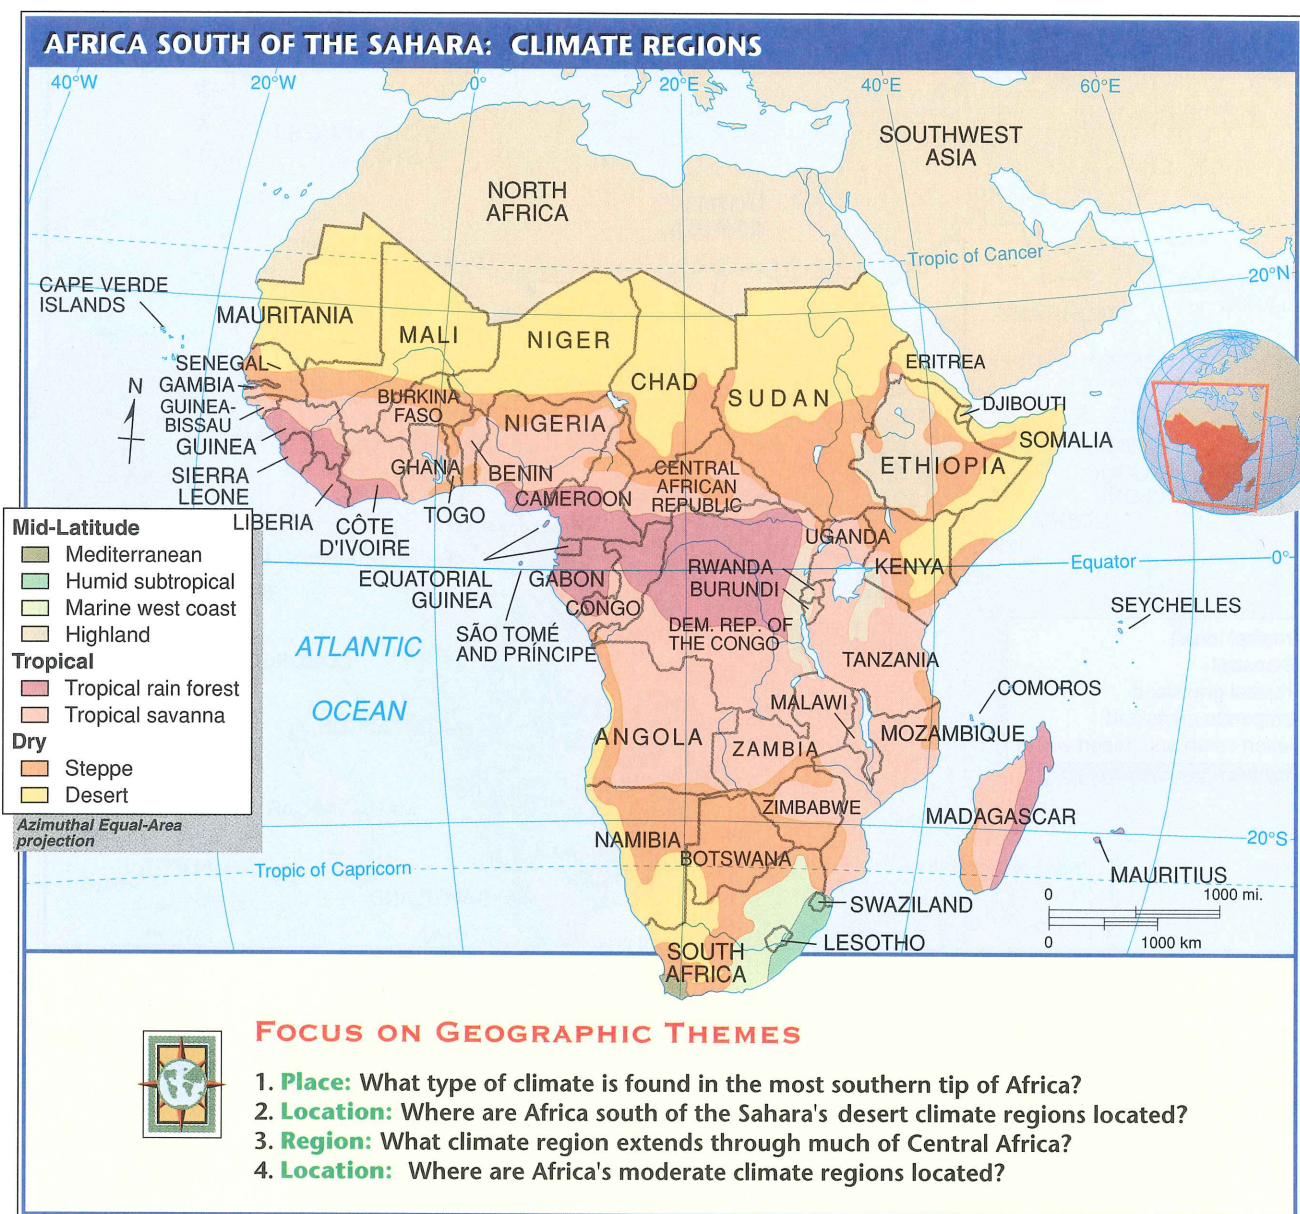 AFRICA SOUTH OF THE SAHARA: CLIMATE REGIONS
40°W
20°W
0°
20°E
40°E
60°E
SOUTHWEST
ASIA
NORTH
AFRICA
Tropic of Cancer
20°N
CAPE VERDE
ISLANDS
MAURITANIA
MALI
NIGER
CHAD
SUDAN
ERITREA
SENEGAL
GAMBIA
N
GUINEA-
BISSAU
GUINEA
BURKINA
FASO
NIGERIA
DJIBOUTI
SOMALIA
ETHIOPIA
SIERRA
LEONE
GHANA
BENIN
CENTRAL
AFRICAN
REPUBLIC
CAMEROON
LIBERIA
CÔTE
D'IVOIRE
TOGO
UGANDA
KENYA
Equator
0°
EQUATORIAL
GUINEA
GABON
CONGO
RWANDA
BURUNDI
SEYCHELLES
SÃO TOMÉ
AND PRÍNCIPE
DEM. REP. OF
THE CONGO
TANZANIA
ATLANTIC
OCEAN
COMOROS
MALAWI
MOZAMBIQUE
ANGOLA
ZAMBIA
ZIMBABWE
MADAGASCAR
NAMIBIA
BOTSWANA
20°S
MAURITIUS
Tropic of Capricorn
SWAZILAND
LESOTHO
SOUTH
AFRICA
0 1000 mi.
0 1000 km
Mid-Latitude
Mediterranean
Humid subtropical
Marine west coast
Highland
Tropical
Tropical rain forest
Tropical savanna
Dry
Steppe
Desert
Azimuthal Equal-Area
projection
FOCUS ON GEOGRAPHIC THEMES
1. Place: What type of climate is found in the most southern tip of Africa?
2. Location: Where are Africa south of the Sahara's desert climate regions located?
3. Region: What climate region extends through much of Central Africa?
4. Location: Where are Africa's moderate climate regions located?